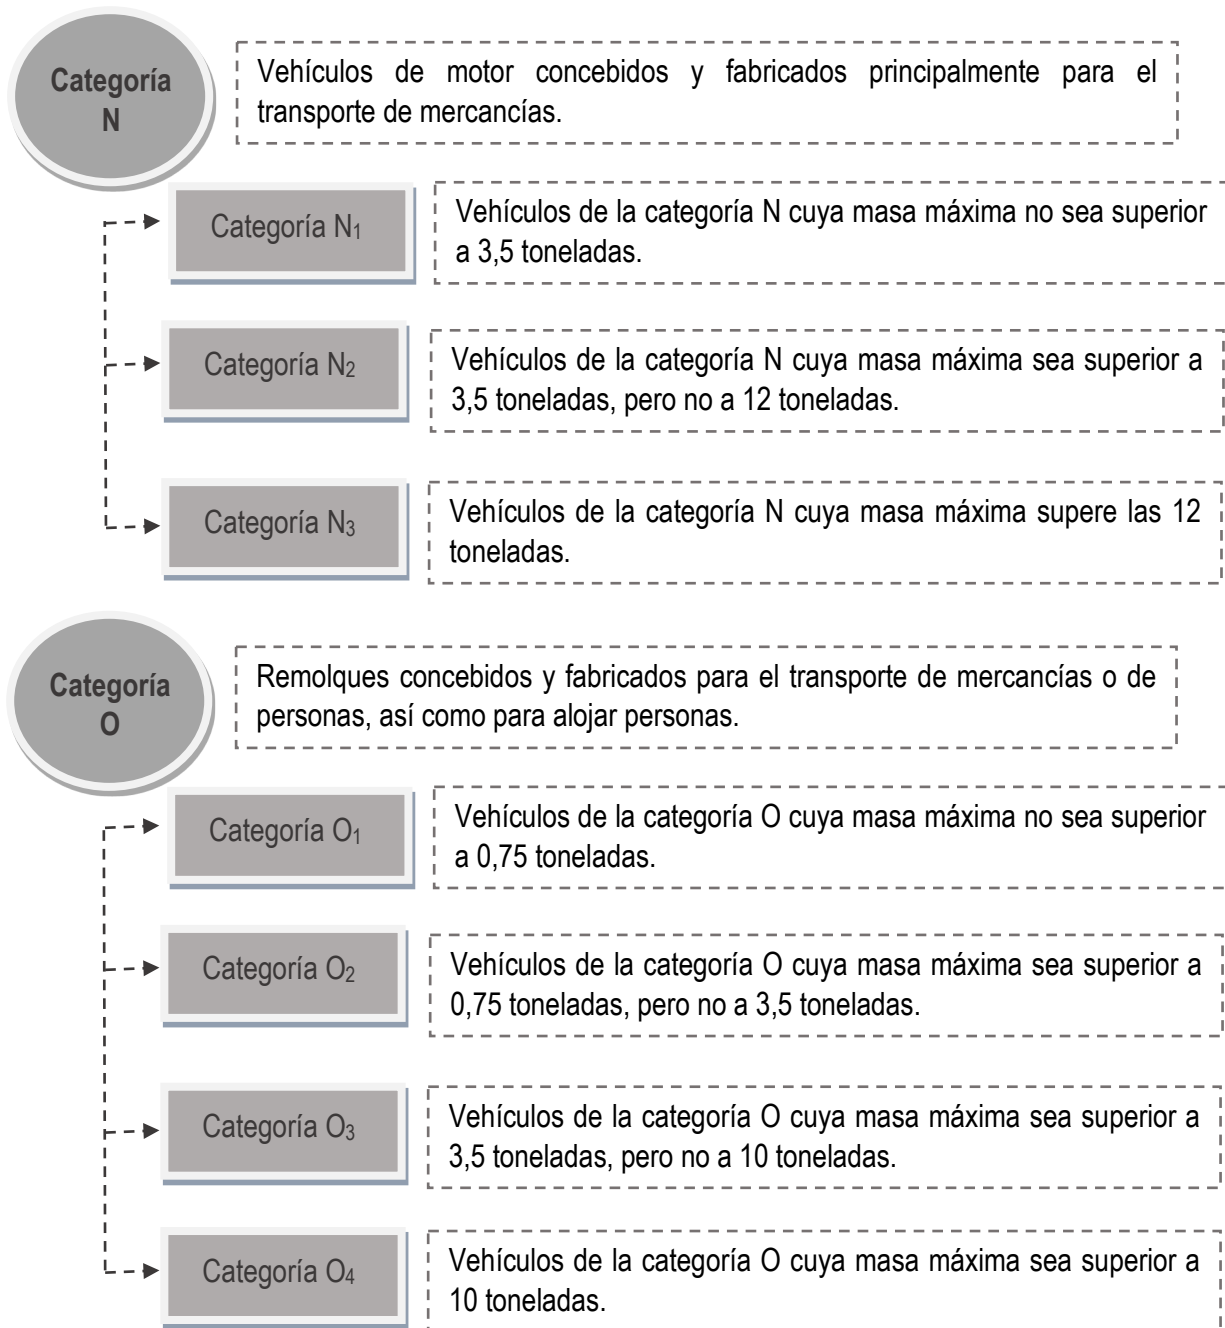 Categoría
N
Vehículos de motor concebidos y fabricados principalmente para el
transporte de mercancías.
Categoría N₁
Vehículos de la categoría N cuya masa máxima no sea superior
a 3,5 toneladas.
Categoría N₂
Vehículos de la categoría N cuya masa máxima sea superior a
3,5 toneladas, pero no a 12 toneladas.
Categoría N₃
Vehículos de la categoría N cuya masa máxima supere las 12
toneladas.
Categoría
O
Remolques concebidos y fabricados para el transporte de mercancías o de
personas, así como para alojar personas.
Categoría O₁
Vehículos de la categoría O cuya masa máxima no sea superior
a 0,75 toneladas.
Categoría O₂
Vehículos de la categoría O cuya masa máxima sea superior a
0,75 toneladas, pero no a 3,5 toneladas.
Categoría O₃
Vehículos de la categoría O cuya masa máxima sea superior a
3,5 toneladas, pero no a 10 toneladas.
Categoría O₄
Vehículos de la categoría O cuya masa máxima sea superior a
10 toneladas.